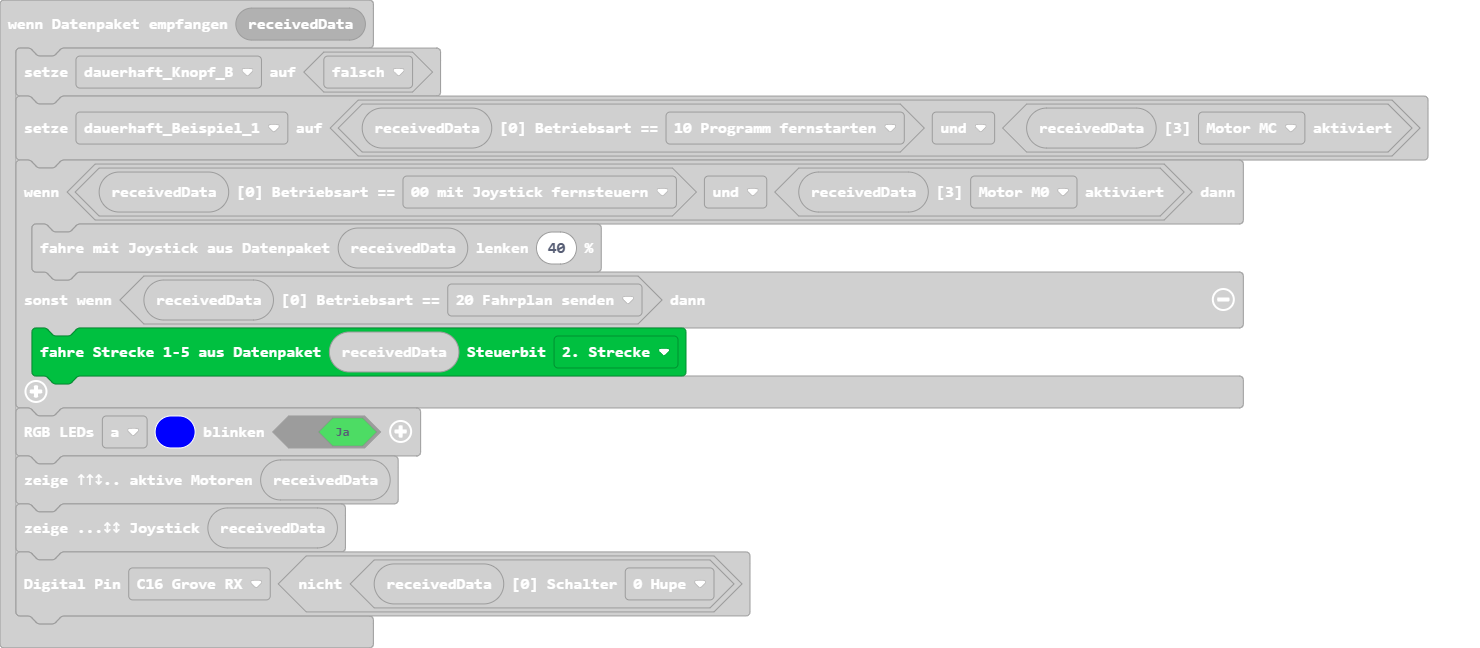 wenn Datenpaket empfangen receivedData
setze dauerhaft_Knopf_B auf falsch
setze dauerhaft_Beispiel_1 auf receivedData [0] Betriebsart == 10 Programm fernstarten und receivedData [3] Motor MC aktiviert
wenn receivedData [0] Betriebsart == 00 mit Joystick fernsteuern und receivedData [3] Motor M0 aktiviert dann
fahre mit Joystick aus Datenpaket receivedData lenken 40 %
sonst wenn receivedData [0] Betriebsart == 20 Fahrplan senden dann
fahre Strecke 1-5 aus Datenpaket receivedData Steuerbit 2. Strecke
RGB LEDs a blinken Ja
zeige ↑↑↕.. aktive Motoren receivedData
zeige ...↕↕ Joystick receivedData
Digital Pin C16 Grove RX nicht receivedData [0] Schalter 0 Hupe